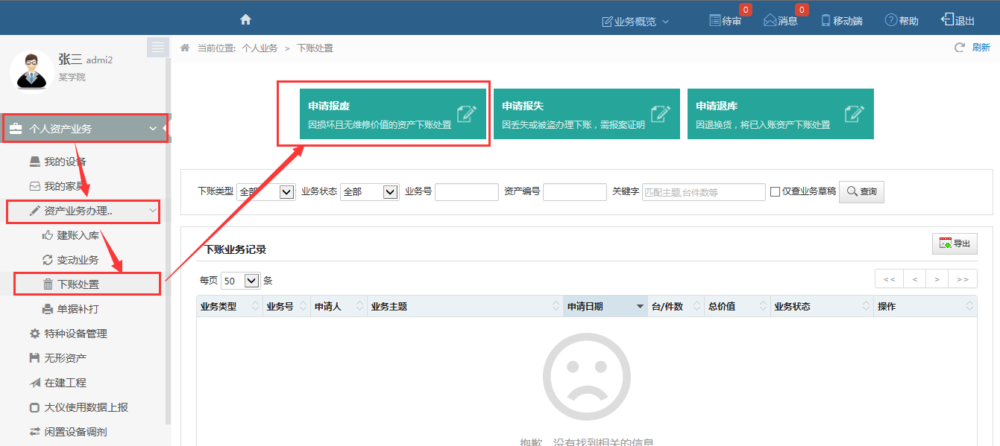 业务概览
待审
0
消息
0
移动端
帮助
退出
张三 admi2
某学院
当前位置: 个人业务 > 下账处置
刷新
个人资产业务
我的设备
我的家具
资产业务办理..
建账入库
变动业务
下账处置
单据补打
特种设备管理
无形资产
在建工程
大仪使用数据上报
闲置设备调剂
申请报废
因损坏且无维修价值的资产下账处置
申请报失
因丢失或被盗办理下账，需报案证明
申请退库
因退换货，将已入账资产下账处置
下账类型 全部 业务状态 全部 业务号 资产编号 关键字 匹配主题,台件数等 仅查业务草稿 查询
下账业务记录
导出
每页 50 条
<< < > >>
业务类型 业务号 申请人 业务主题 申请日期 台/件数 总价值 业务状态 操作
抱歉，没有找到相关的信息